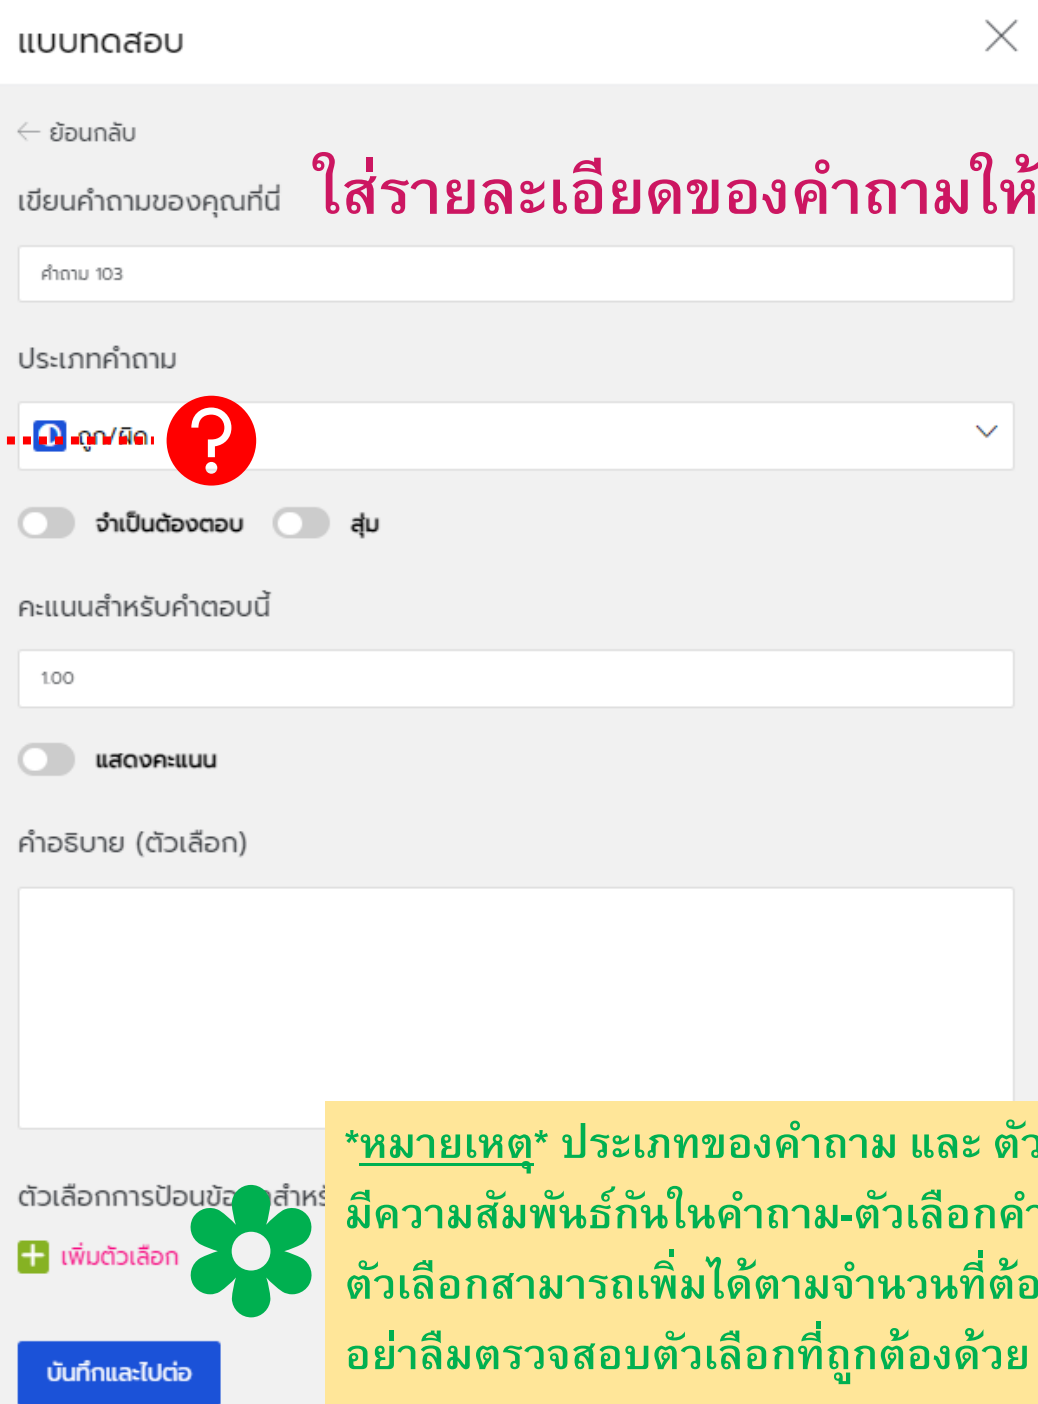 แบบทดสอบ
← ย้อนกลับ
เขียนคำถามของคุณที่นี่
ใส่รายละเอียดของคำถามให้
คำถาม 103
ประเภทคำถาม
ถูก/ผิด
?
จำเป็นต้องตอบ สุ่ม
คะแนนสำหรับคำตอบนี้
1.00
แสดงคะแนน
คำอธิบาย (ตัวเลือก)
*หมายเหตุ* ประเภทของคำถาม และ ตัว
มีความสัมพันธ์กันในคำถาม-ตัวเลือกคำ
ตัวเลือกสามารถเพิ่มได้ตามจำนวนที่ต้อ
อย่าลืมตรวจสอบตัวเลือกที่ถูกต้องด้วย
ตัวเลือกการป้อน
เพิ่มตัวเลือก
บันทึกและไปต่อ